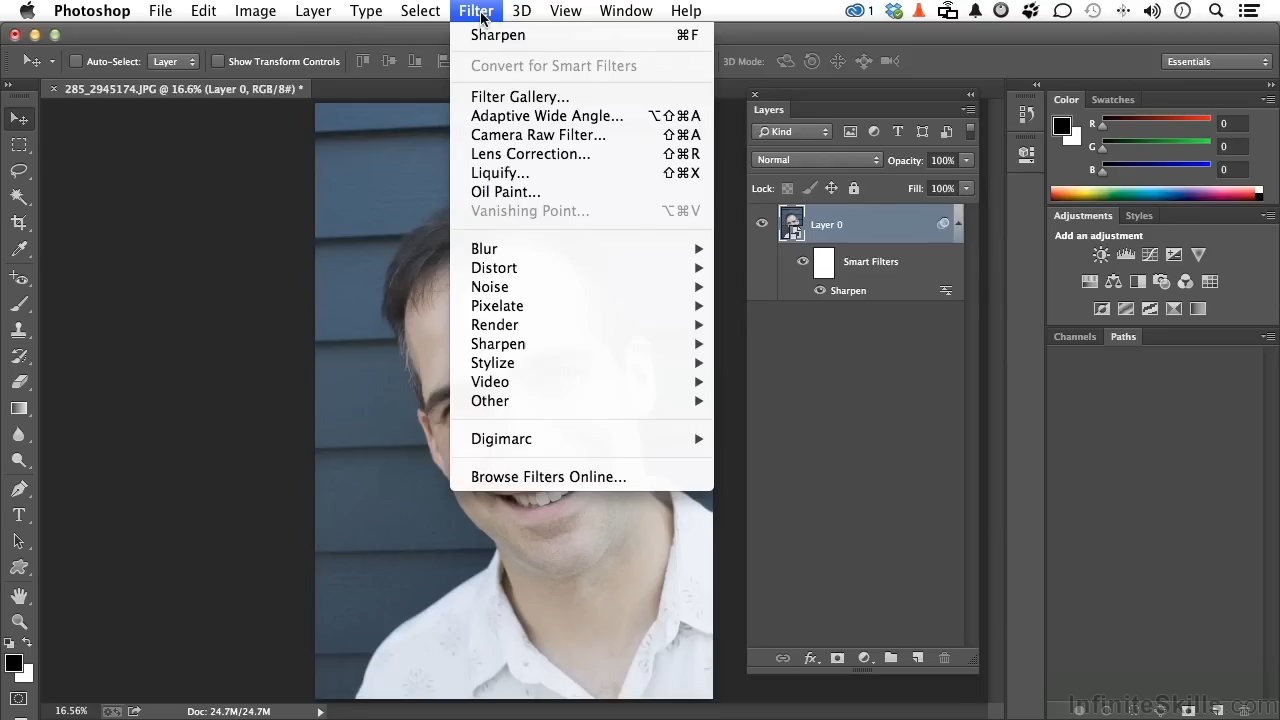 Photoshop File Edit Image Layer Type Select Filter 3D View Window Help 1
Auto-Select: Layer Show Transform Controls 3D Mode: Essentials
285_2945174.JPG @ 16.6% (Layer 0, RGB/8#) *
Sharpen ⌘F
Convert for Smart Filters
Filter Gallery...
Adaptive Wide Angle... ⌥⇧⌘A
Camera Raw Filter... ⇧⌘A
Lens Correction... ⇧⌘R
Liquify... ⇧⌘X
Oil Paint...
Vanishing Point... ⌥⌘V
Blur
Distort
Noise
Pixelate
Render
Sharpen
Stylize
Video
Other
Digimarc
Browse Filters Online...
Layers
Kind
Normal Opacity: 100%
Lock: Fill: 100%
Layer 0
Smart Filters
Sharpen
Color Swatches
R 0
G 0
B 0
Adjustments Styles
Add an adjustment
Channels Paths
16.56% Doc: 24.7M/24.7M
InfiniteSkills.com